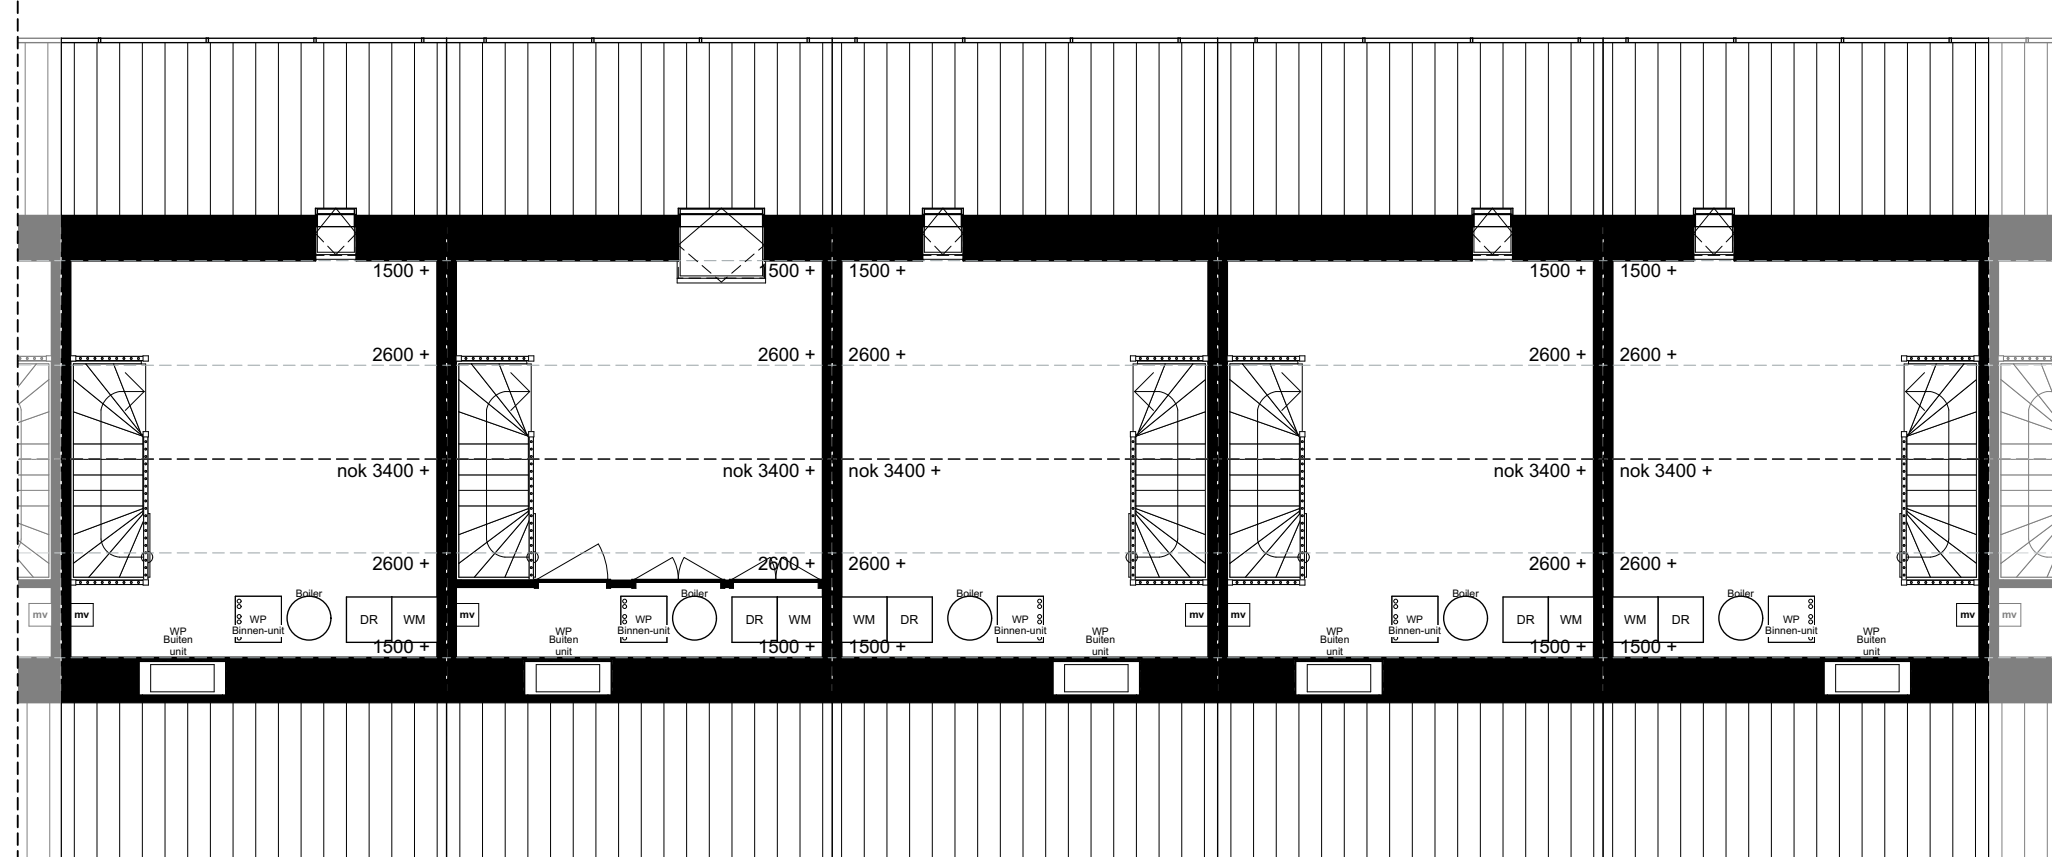 1500 + 500 + 1500 + 1500 + 1500 +
2600 + 2600 + 2600 + 2600 + 2600 +
nok 3400 + nok 3400 + nok 3400 + nok 3400 + nok 3400 +
2600 + 2600 + 2600 + 2600 + 2600 +
Boiler Boiler Boiler Boiler Boiler
mv mv mv mv mv mv mv
WP DR WM WP DR WM WM DR WP WP DR WM WM DR WP
Binnen-unit Binnen-unit Binnen-unit Binnen-unit Binnen-unit
WP WP WP WP WP
Buiten Buiten Buiten Buiten Buiten
unit unit unit unit unit
1500 + 1500 + 1500 + 1500 + 1500 +